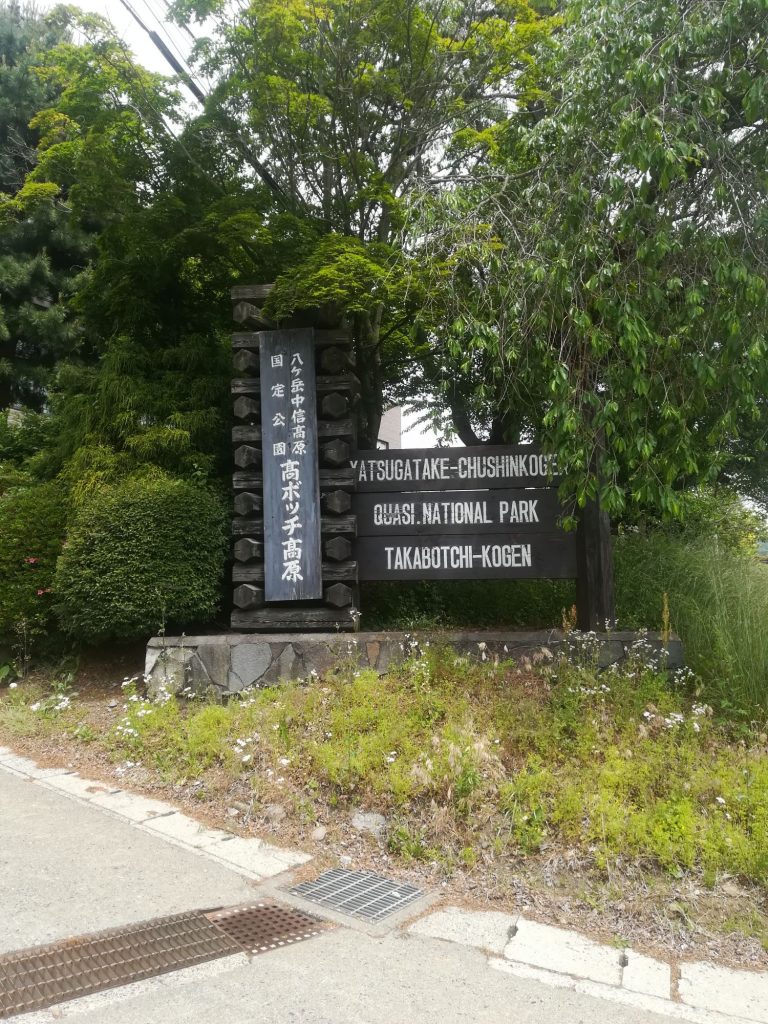 八ヶ岳中信高原
国定公園
高ボッチ高原
YATSUGATAKE-CHUSHINKOGEN
QUASI.NATIONAL PARK
TAKABOTCHI-KOGEN